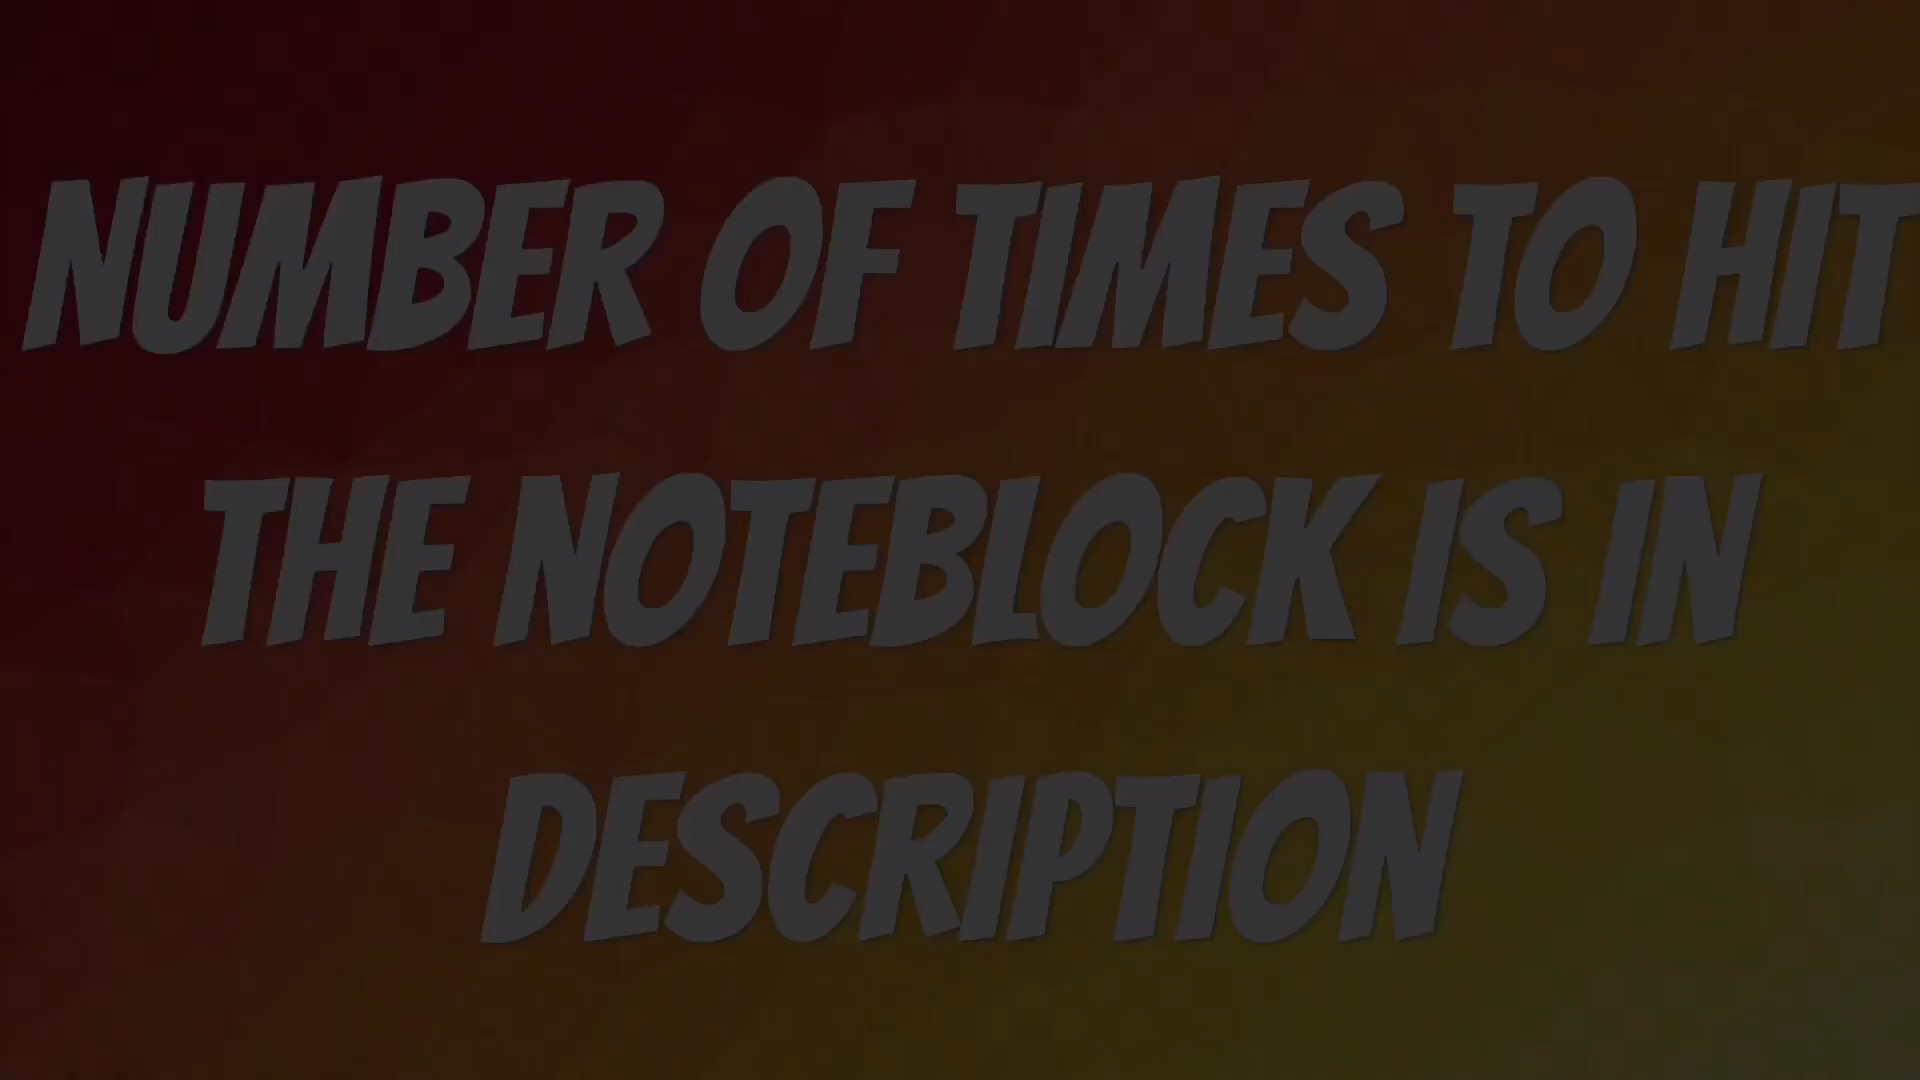 NUMBER OF TIMES TO HIT
THE NOTEBLOCK IS IN
DESCRIPTION